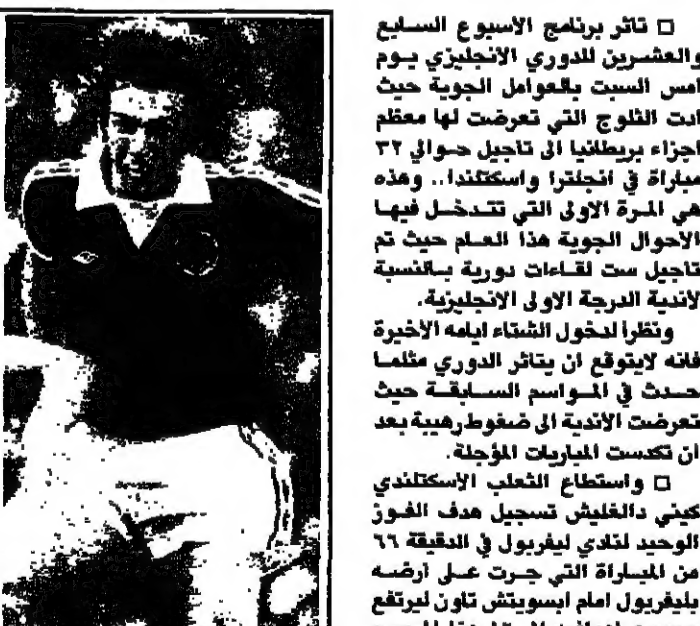 □ تاثر برنامج الاسبوع السابع
والعشرين للدوري الانجليزي يوم
امس السبت بالعوامل الجوية حيث
ادت الثلوج التي تعرضت لها معظم
اجزاء بريطانيا الى تاجيل حوالي ٣٢
مباراة في انجلترا واسكتلندا.. وهذه
هي المرة الاولى التي تتدخل فيها
الاحوال الجوية هذا العام حيث تم
تاجيل ست لقاءات دورية بالنسبة
لاندية الدرجة الاولى الانجليزية.
ونظرا لدخول الشتاء ايامه الاخيرة
فانه لايتوقع ان يتاثر الدوري مثلما
حدث في المواسم السابقة حيث
تعرضت الاندية الى ضغوط رهيبة بعد
ان تكدست المباريات المؤجلة.
□ واستطاع الثعلب الاسكتلندي
كيني دالغليش تسجيل هدف الفوز
الوحيد لنادي ليفربول في الدقيقة ٦٦
من المباراة التي جرت على ارضه
بليفربول امام ابسويتش تاون ليرتفع